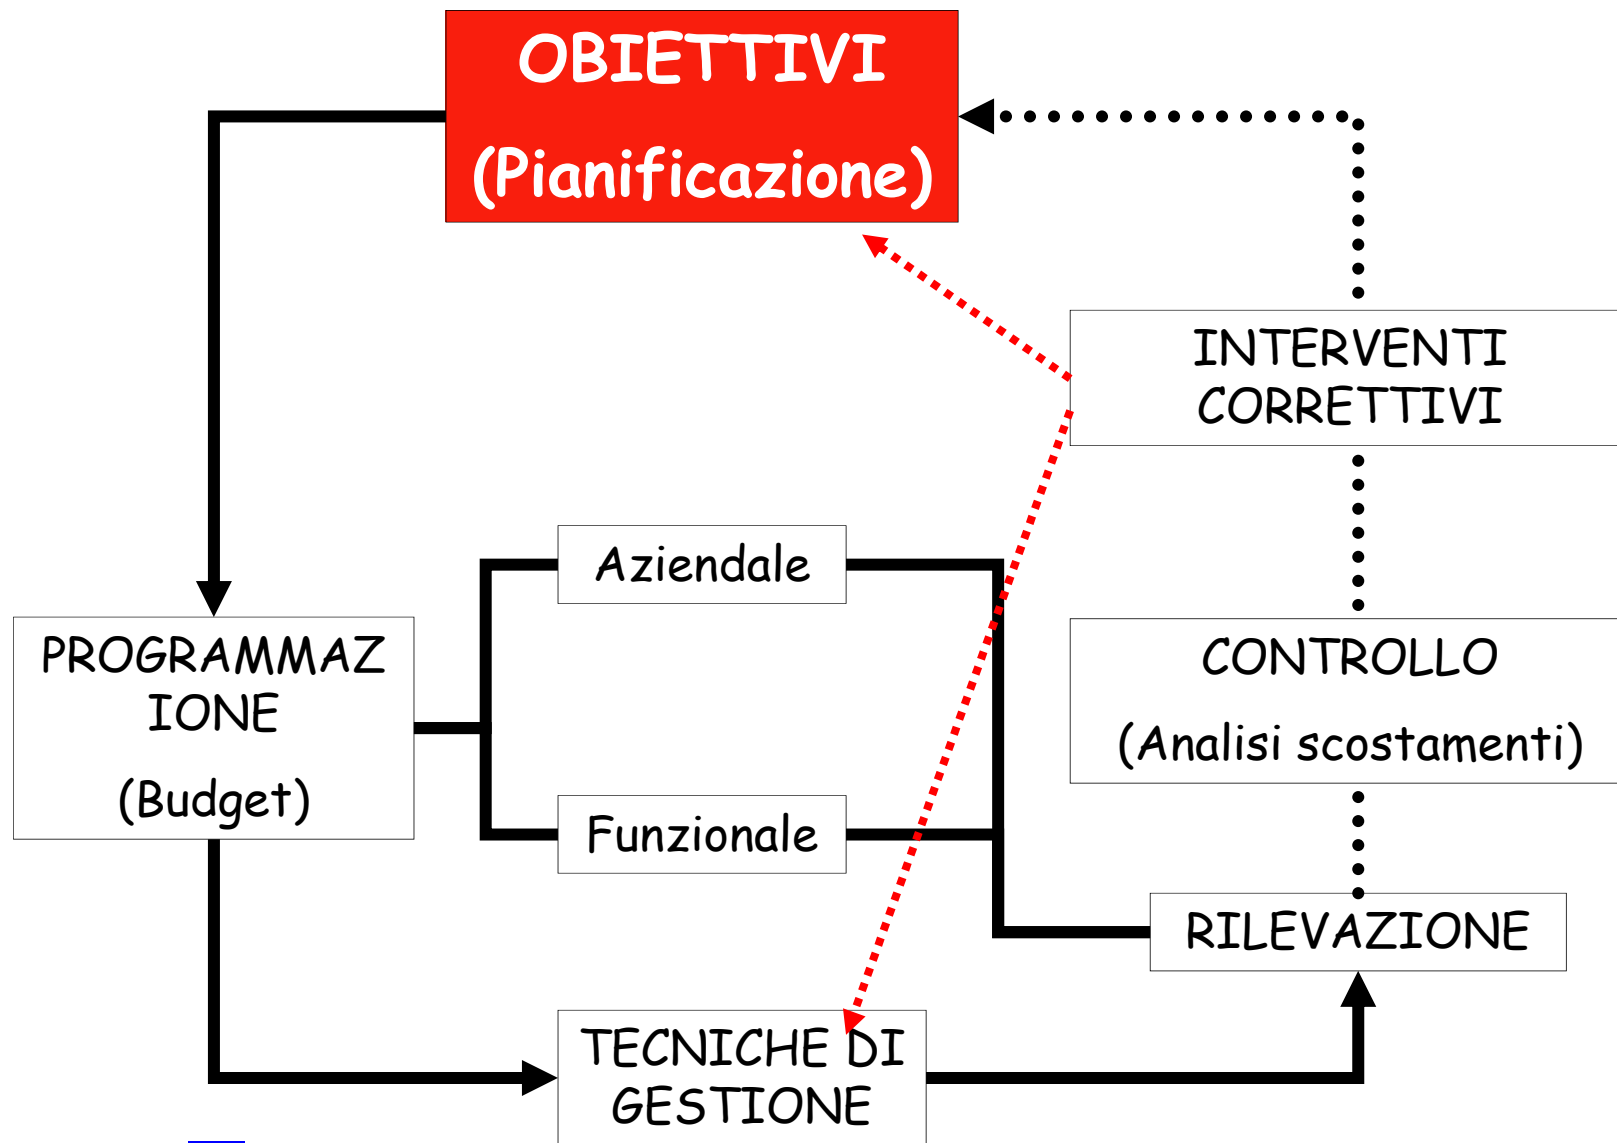 OBIETTIVI
(Pianificazione)
INTERVENTI
CORRETTIVI
Aziendale
PROGRAMMAZ
IONE
(Budget)
CONTROLLO
(Analisi scostamenti)
Funzionale
RILEVAZIONE
TECNICHE DI
GESTIONE